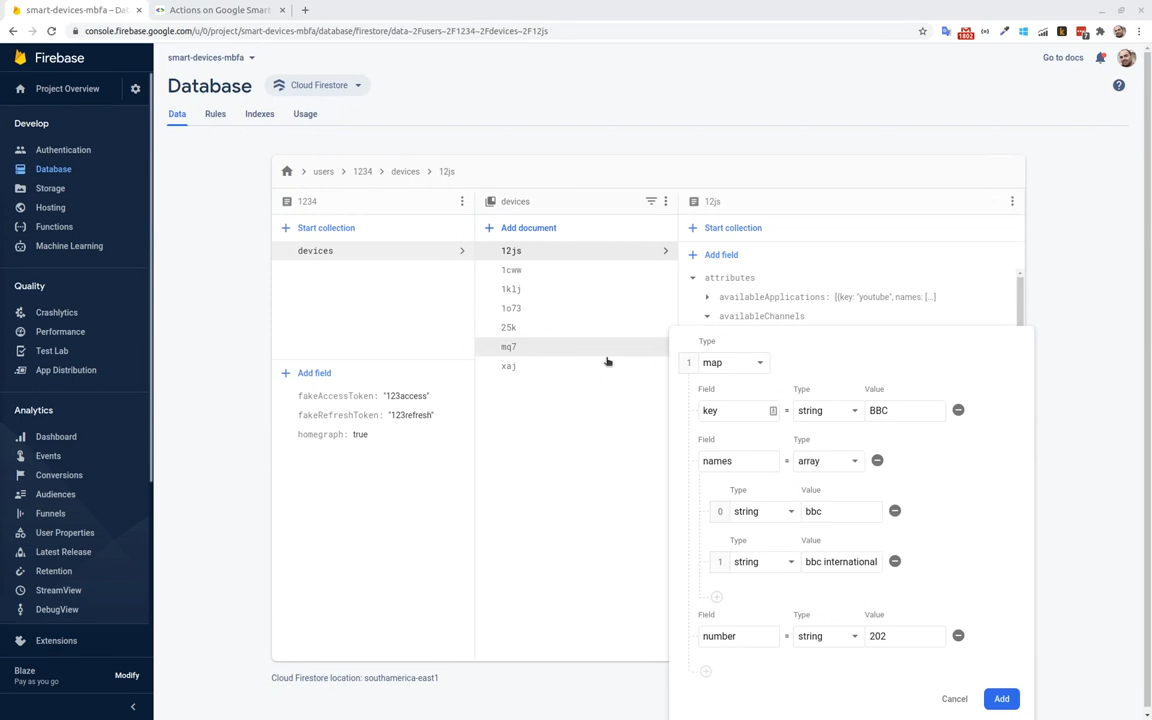 smart-devices-mbfa – Data
Actions on Google Smart
console.firebase.google.com/u/0/project/smart-devices-mbfa/database/firestore/data~2Fusers~2F1234~2Fdevices~2F12js
1802
7
Firebase
smart-devices-mbfa
Go to docs
Database
Cloud Firestore
Project Overview
Data Rules Indexes Usage
Develop
Authentication
Database
Storage
Hosting
Functions
Machine Learning
Quality
Crashlytics
Performance
Test Lab
App Distribution
Analytics
Dashboard
Events
Conversions
Audiences
Funnels
User Properties
Latest Release
Retention
StreamView
DebugView
Extensions
Blaze
Pay as you go
Modify
users > 1234 > devices > 12js
1234
Start collection
devices
Add field
fakeAccessToken: "123access"
fakeRefreshToken: "123refresh"
homegraph: true
devices
Add document
12js
1cww
1klj
1o73
25k
mq7
xaj
12js
Start collection
Add field
attributes
availableApplications: [{key: "youtube", names: [...]
availableChannels
Type
1 map
Field Type Value
key = string BBC
Field Type
names = array
Type Value
0 string bbc
Type Value
1 string bbc international
Field Type Value
number = string 202
Cancel Add
Cloud Firestore location: southamerica-east1